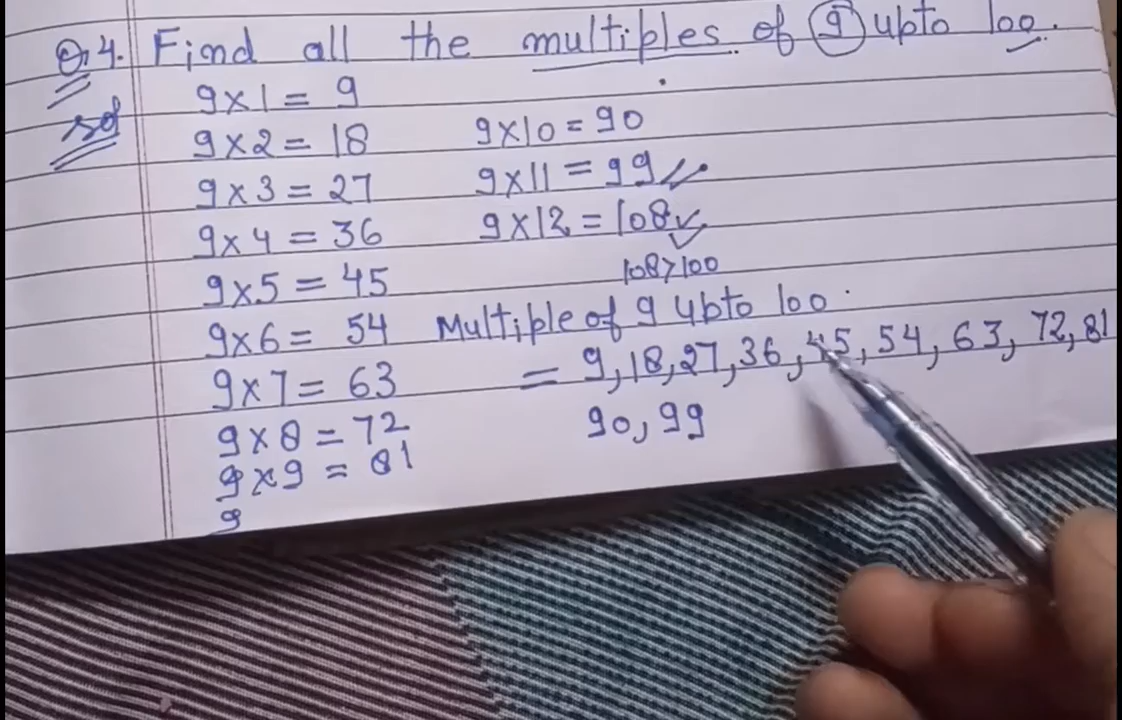 Q.4. Find all the multiples of 9 upto 100.
Sol
9×1 = 9
9×2 = 18
9×3 = 27
9×4 = 36
9×5 = 45
9×6 = 54
9×7 = 63
9×8 = 72
9×9 = 81
9
9×10 = 90
9×11 = 99
9×12 = 108
108>100
Multiple of 9 upto 100.
= 9, 18, 27, 36, 45, 54, 63, 72, 81
90, 99